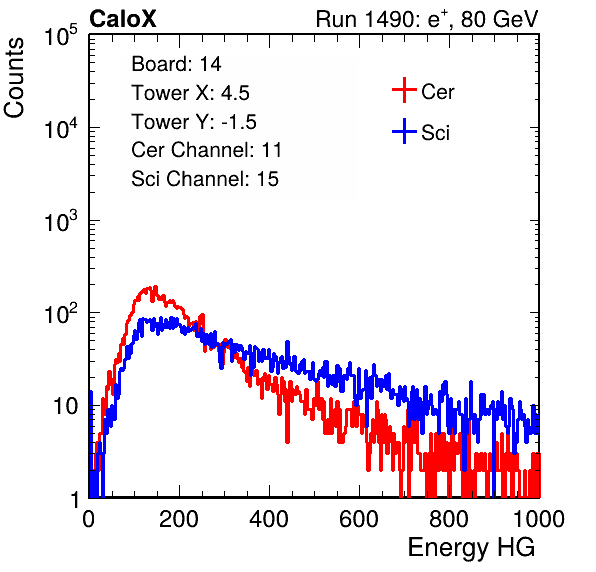 CaloX Run 1490: e⁺, 80 GeV
Counts
Board: 14
Tower X: 4.5
Tower Y: -1.5
Cer Channel: 11
Sci Channel: 15
Cer
Sci
10⁵
10⁴
10³
10²
10
1
0 200 400 600 800 1000
Energy HG